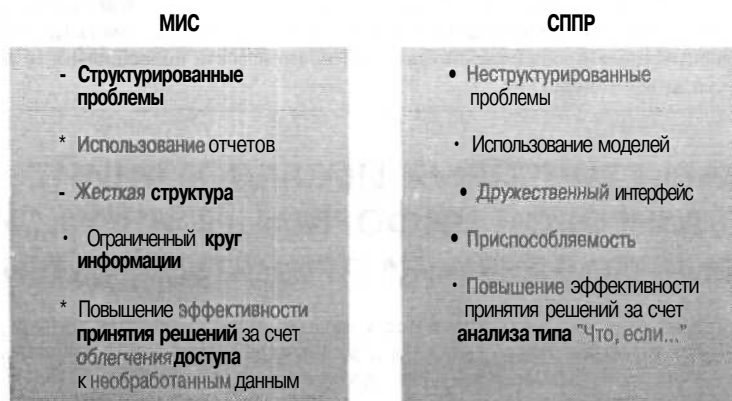 МИС
- Структурированные
проблемы
* Использование отчетов
- Жесткая структура
· Ограниченный круг
информации
* Повышение эффективности
принятия решений за счет
облегчения доступа
к необработанным данным
СППР
• Неструктурированные
проблемы
· Использование моделей
• Дружественный интерфейс
• Приспособляемость
· Повышение эффективности
принятия решений за счет
анализа типа "Что, если..."